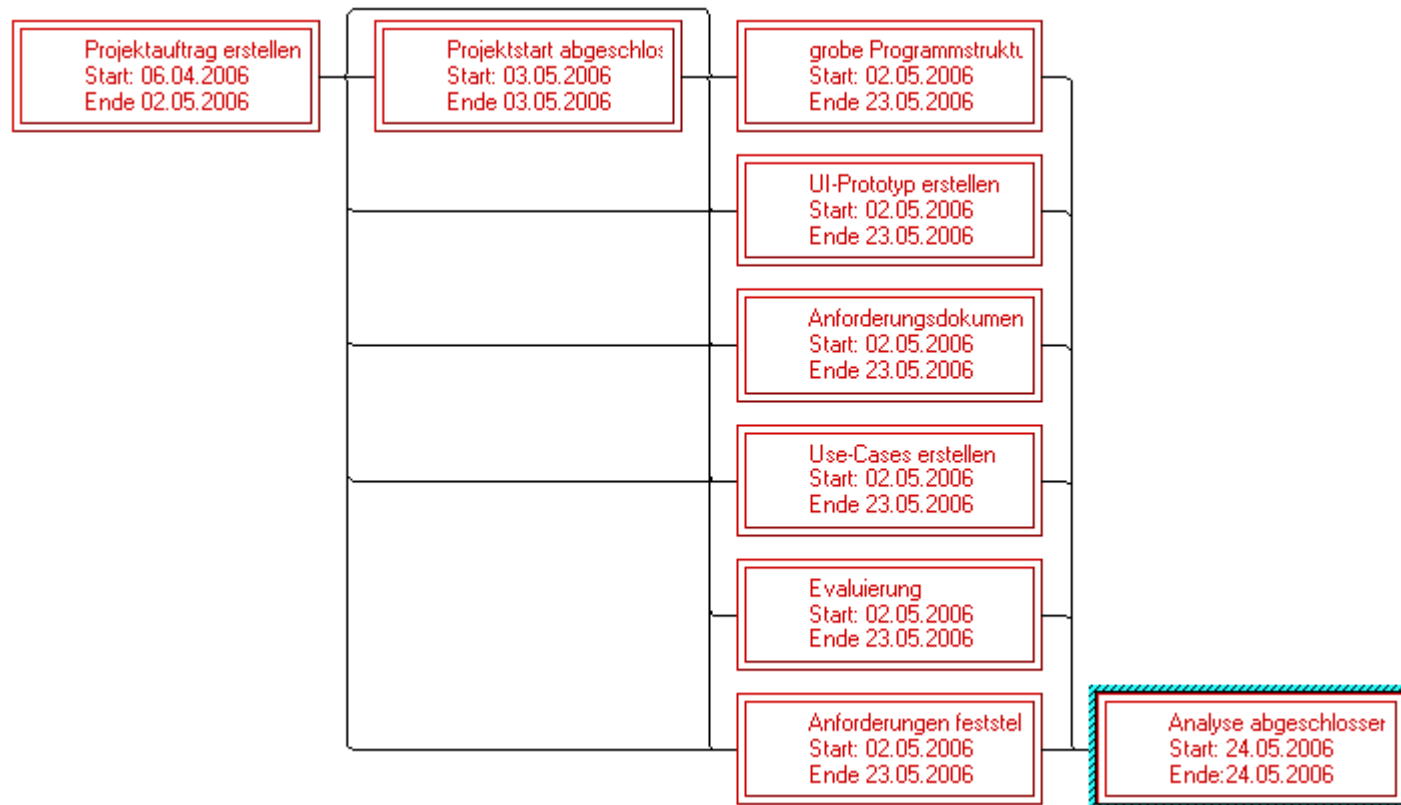 Projektauftrag erstellen
Start: 06.04.2006
Ende 02.05.2006
Projektstart abgeschlos
Start: 03.05.2006
Ende 03.05.2006
grobe Programmstruktu
Start: 02.05.2006
Ende 23.05.2006
UI-Prototyp erstellen
Start: 02.05.2006
Ende 23.05.2006
Anforderungsdokumen
Start: 02.05.2006
Ende 23.05.2006
Use-Cases erstellen
Start: 02.05.2006
Ende 23.05.2006
Evaluierung
Start: 02.05.2006
Ende 23.05.2006
Anforderungen feststel
Start: 02.05.2006
Ende 23.05.2006
Analyse abgeschlossen
Start: 24.05.2006
Ende:24.05.2006